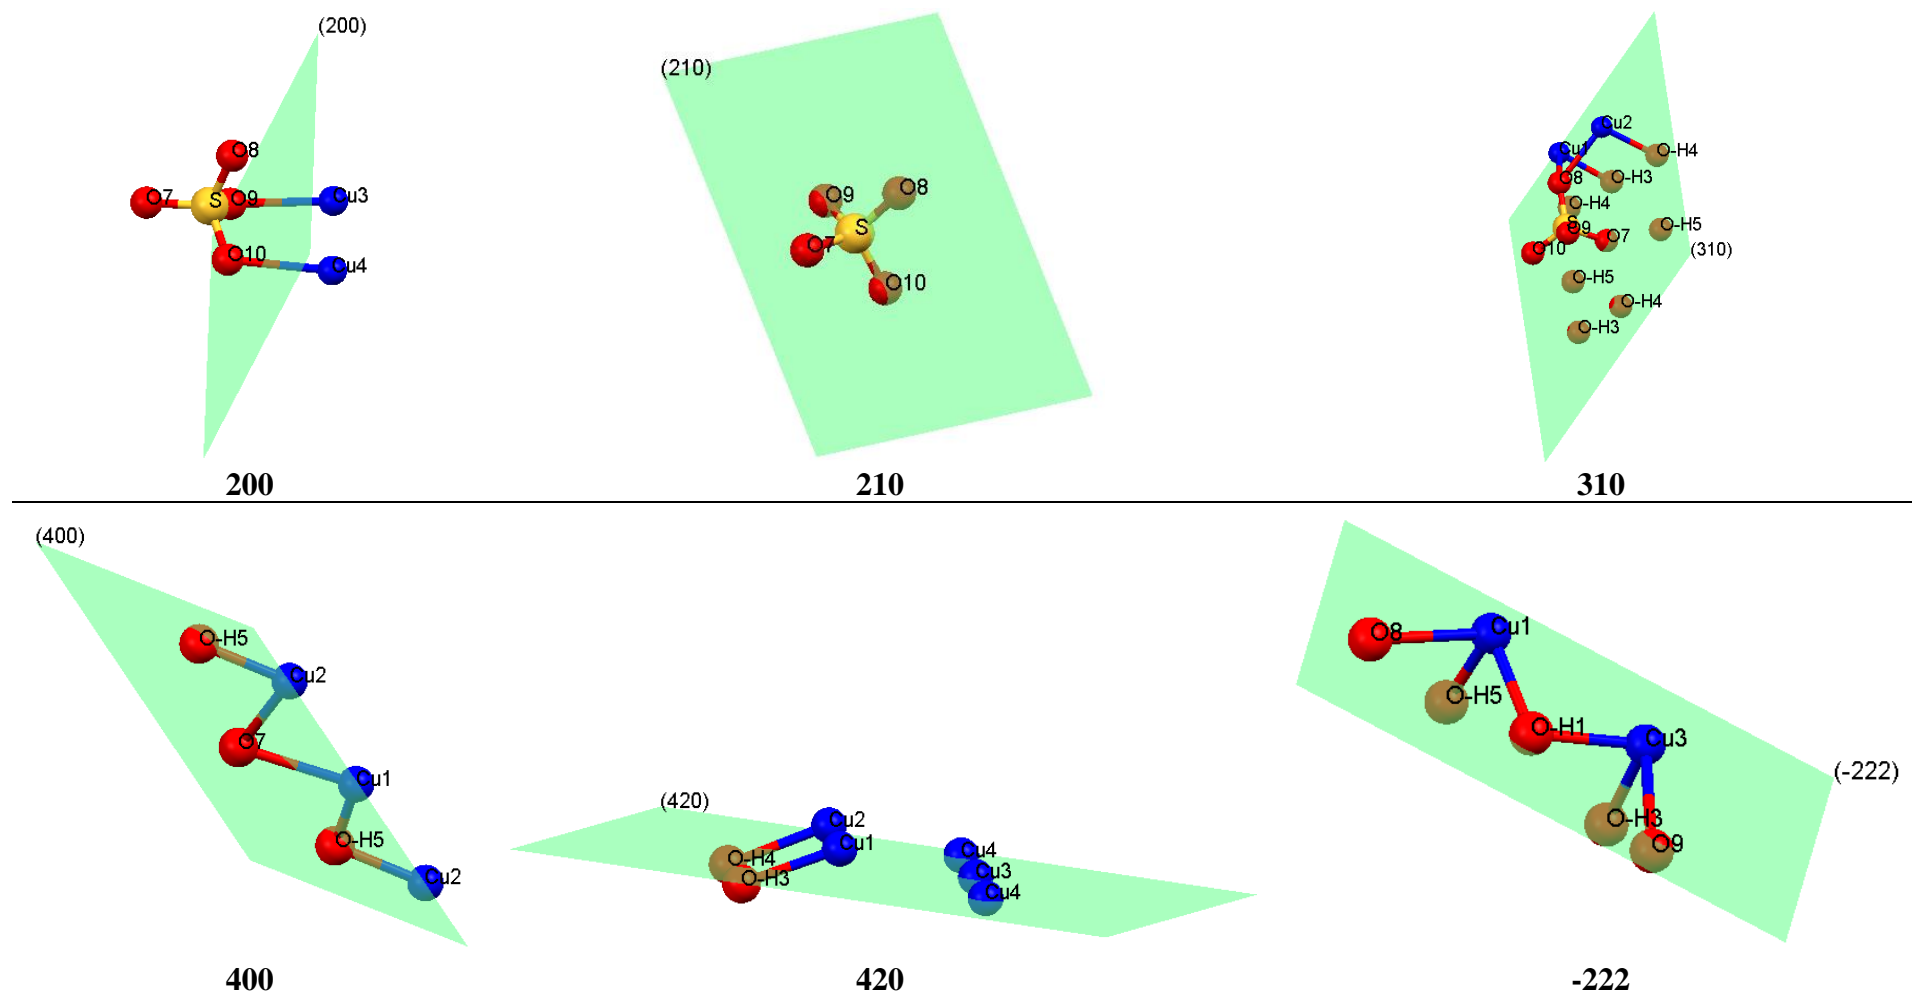 (200)
O8
O7
S
O9
Cu3
O10
Cu4
200
(210)
O9
O8
S
O7
O10
210
Cu2
Cu1
O-H4
O8
O-H3
O-H4
S
O9
O-H5
O10
O7
(310)
O-H5
O-H4
O-H3
310
(400)
O-H5
Cu2
O7
Cu1
O-H5
Cu2
400
(420)
Cu2
Cu1
Cu4
O-H4
Cu3
O-H3
Cu4
420
O8
Cu1
O-H5
O-H1
Cu3
(-222)
O-H3
O9
-222